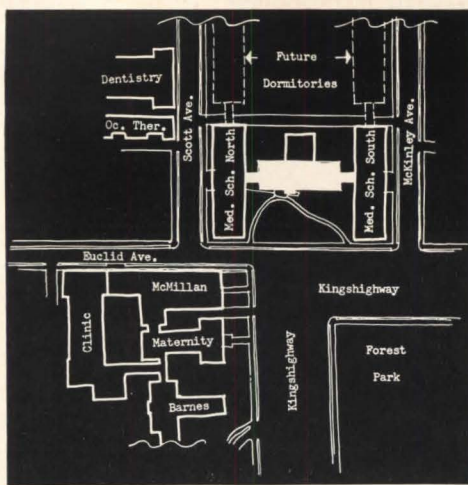 Future
Dormitories
Dentistry
Oc. Ther.
Scott Ave.
Med. Sch. North
Med. Sch. South
McKinley Ave.
Euclid Ave.
McMillan
Kingshighway
Clinic
Maternity
Kingshighway
Forest
Park
Barnes